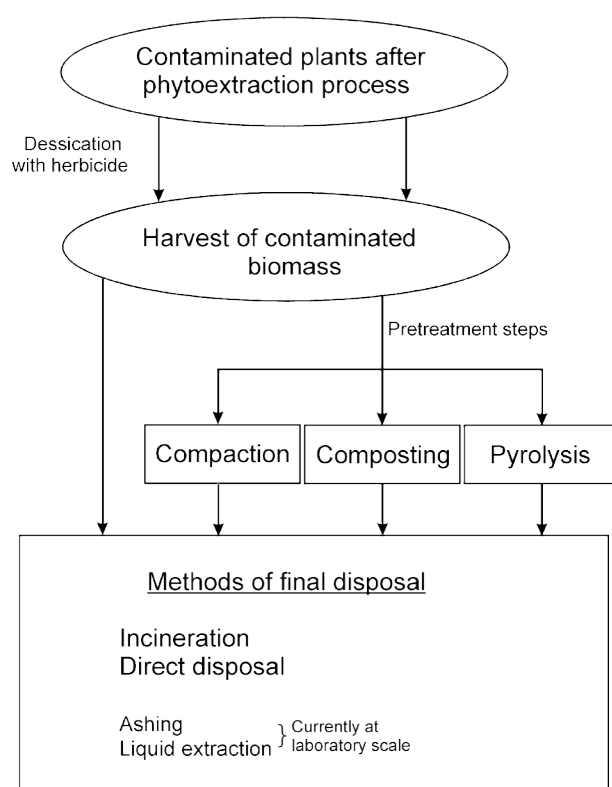 Contaminated plants after
phytoextraction process
Dessication
with herbicide
Harvest of contaminated
biomass
Pretreatment steps
Compaction
Composting
Pyrolysis
Methods of final disposal
Incineration
Direct disposal
Ashing
Liquid extraction
} Currently at
laboratory scale